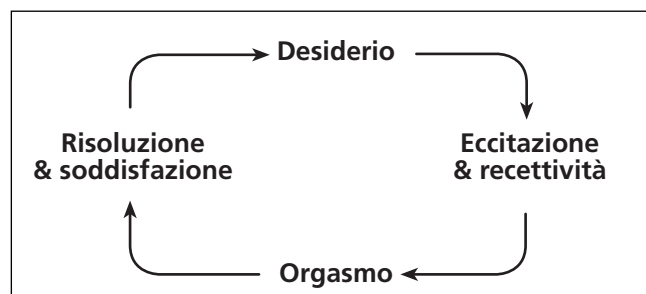 Desiderio
Risoluzione
& soddisfazione
Eccitazione
& recettività
Orgasmo